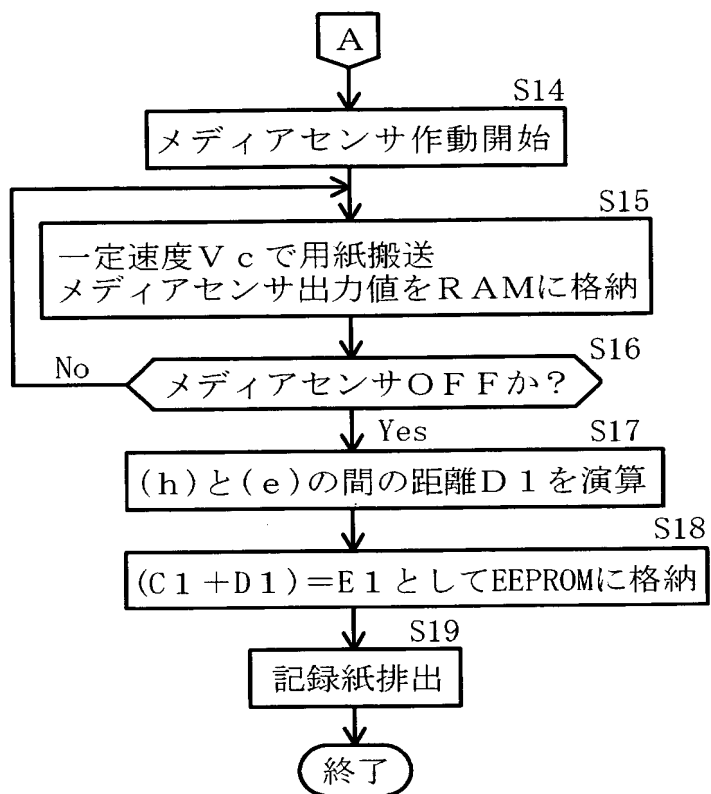 A
S14
メディアセンサ作動開始
S15
一定速度Vcで用紙搬送
メディアセンサ出力値をRAMに格納
S16
No
メディアセンサOFFか?
Yes
S17
(h)と(e)の間の距離D1を演算
S18
(C1+D1)=E1としてEEPROMに格納
S19
記録紙排出
終了